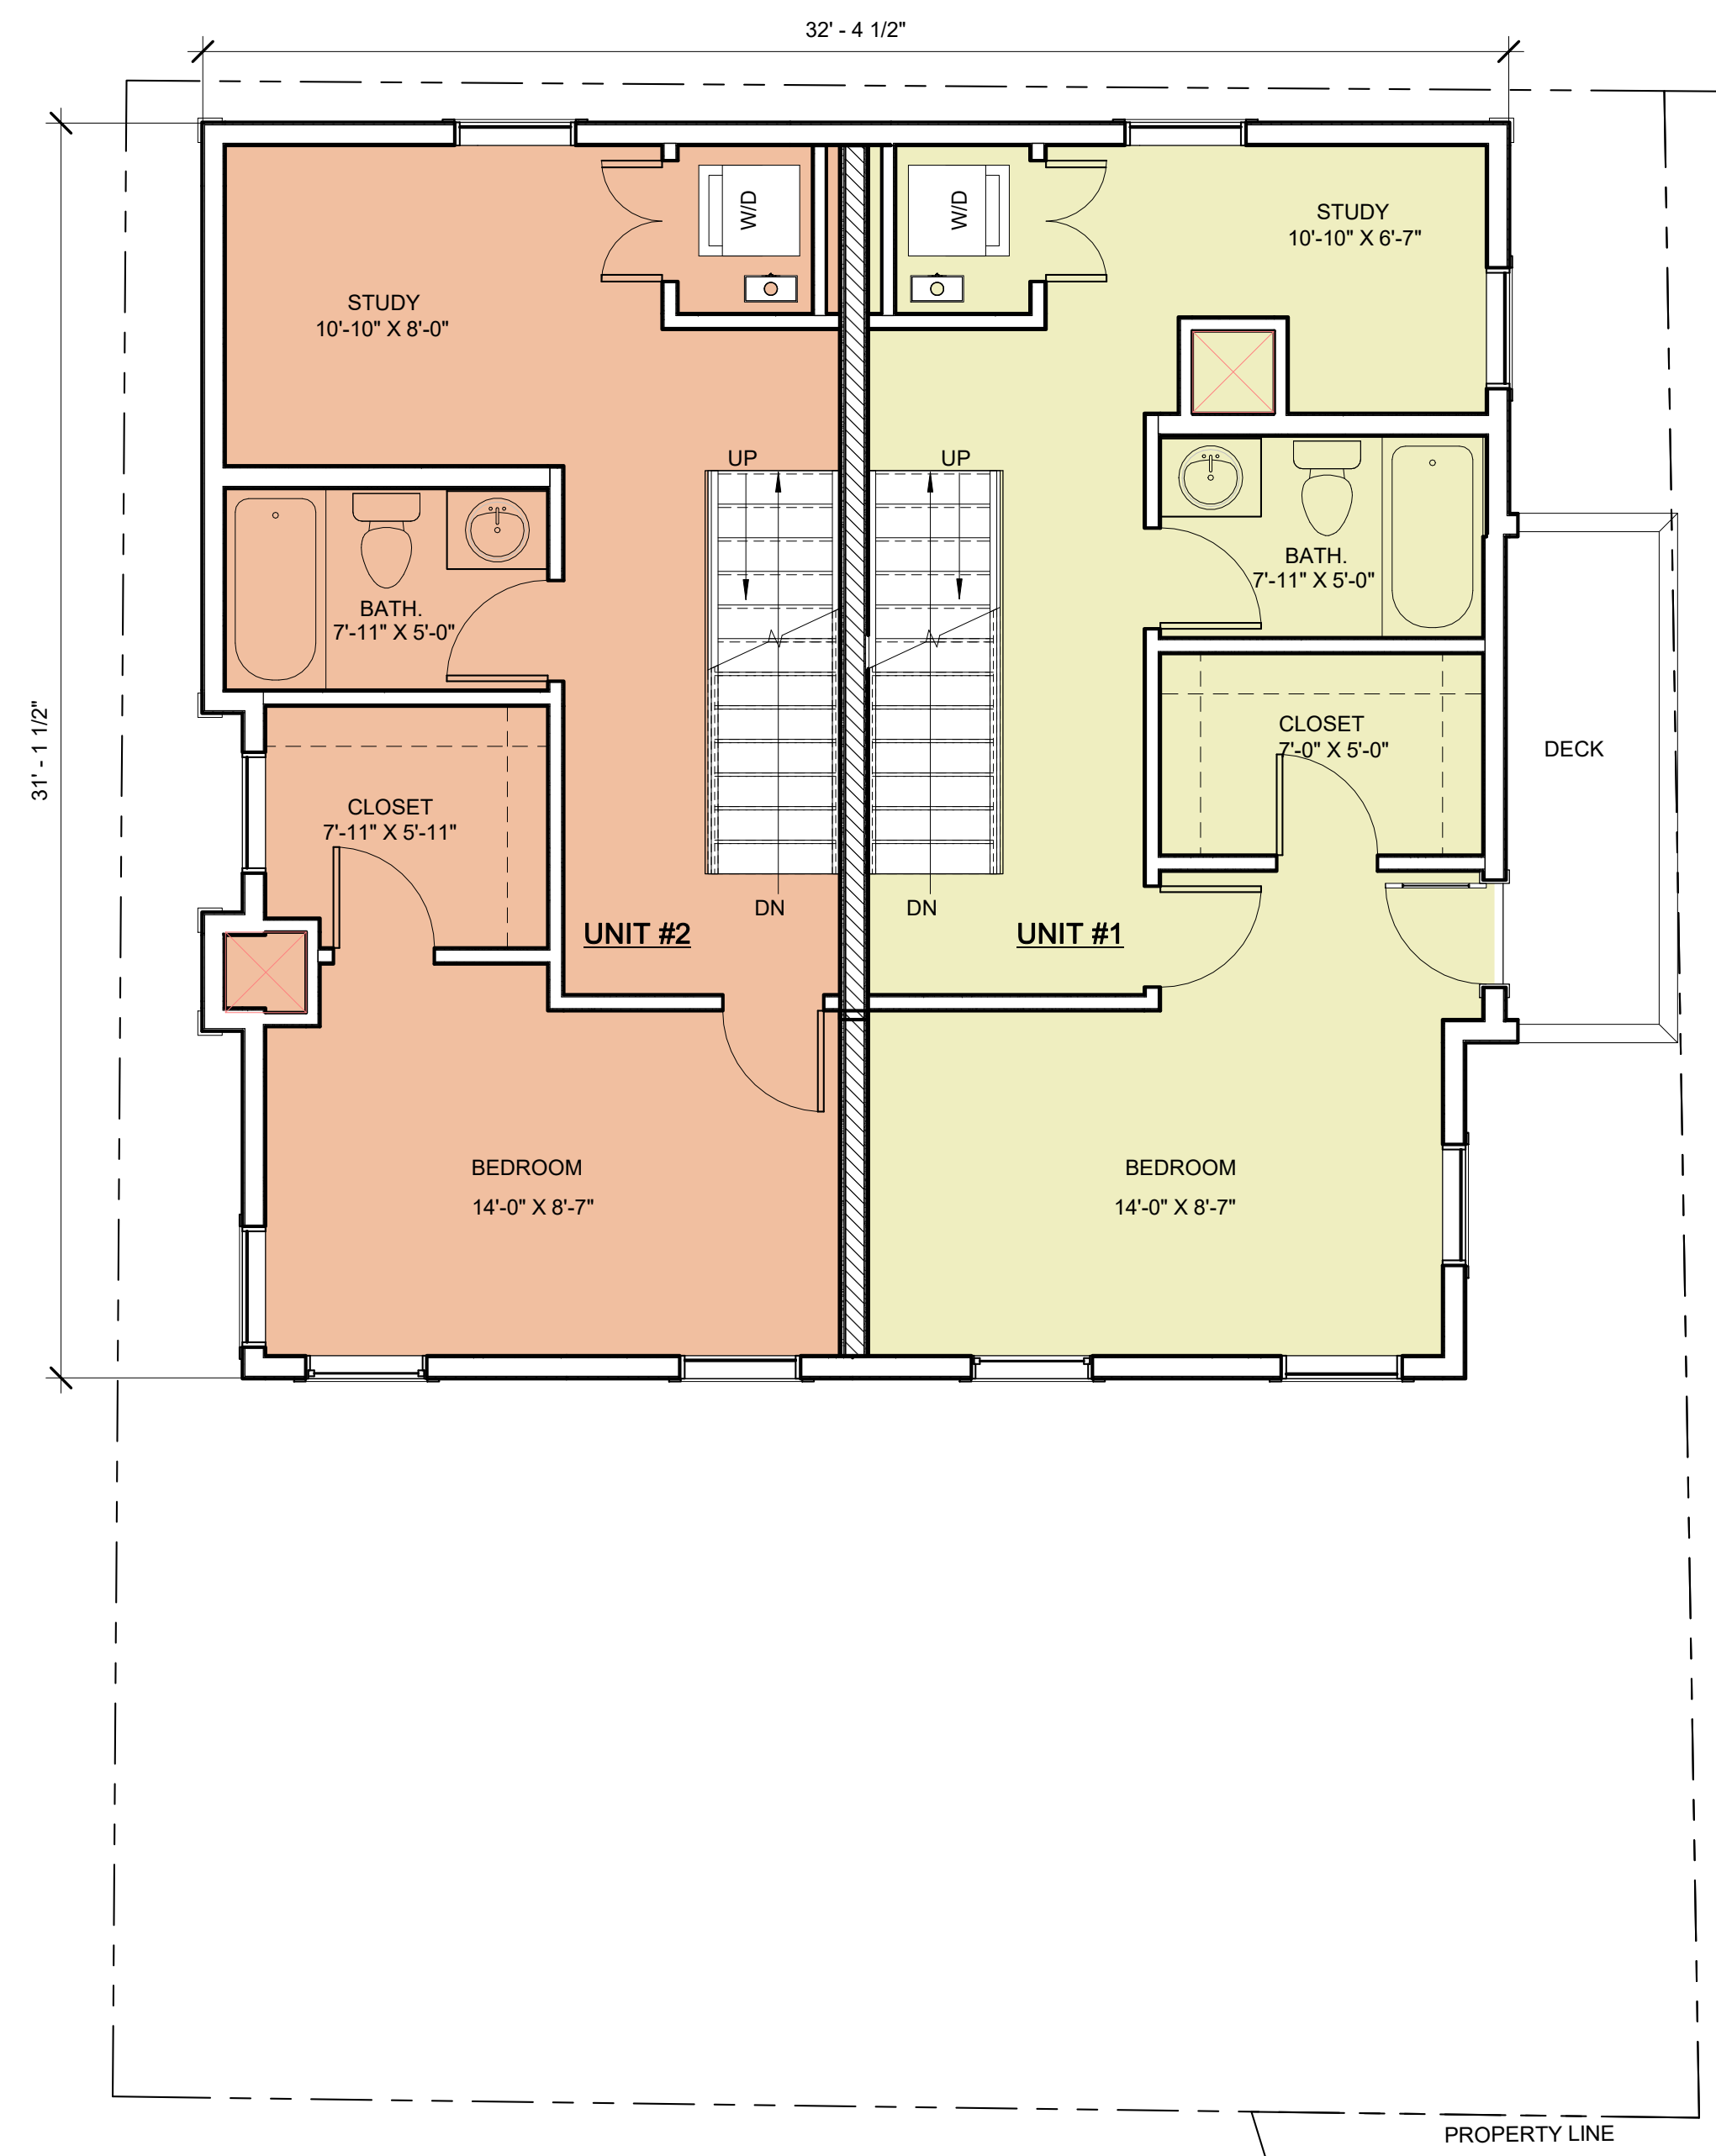 32' - 4 1/2"
31' - 1 1/2"
W/D
W/D
STUDY
10'-10" X 6'-7"
STUDY
10'-10" X 8'-0"
UP
UP
BATH.
7'-11" X 5'-0"
BATH.
7'-11" X 5'-0"
CLOSET
7'-0" X 5'-0"
DECK
CLOSET
7'-11" X 5'-11"
DN
DN
UNIT #2
UNIT #1
BEDROOM
14'-0" X 8'-7"
BEDROOM
14'-0" X 8'-7"
PROPERTY LINE